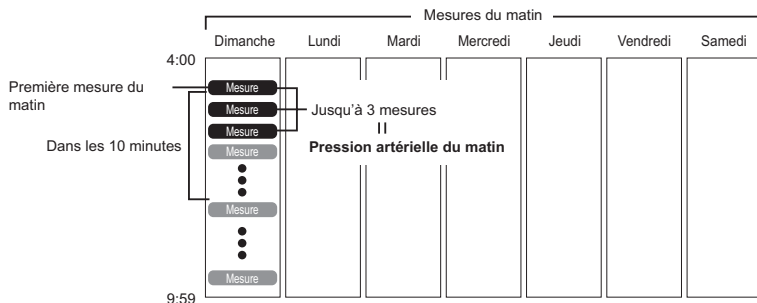 Mesures du matin
Dimanche Lundi Mardi Mercredi Jeudi Vendredi Samedi
4:00
Première mesure du
matin
Mesure
Mesure
Jusqu'à 3 mesures
Mesure
Dans les 10 minutes
Mesure
Pression artérielle du matin
Mesure
Mesure
9:59